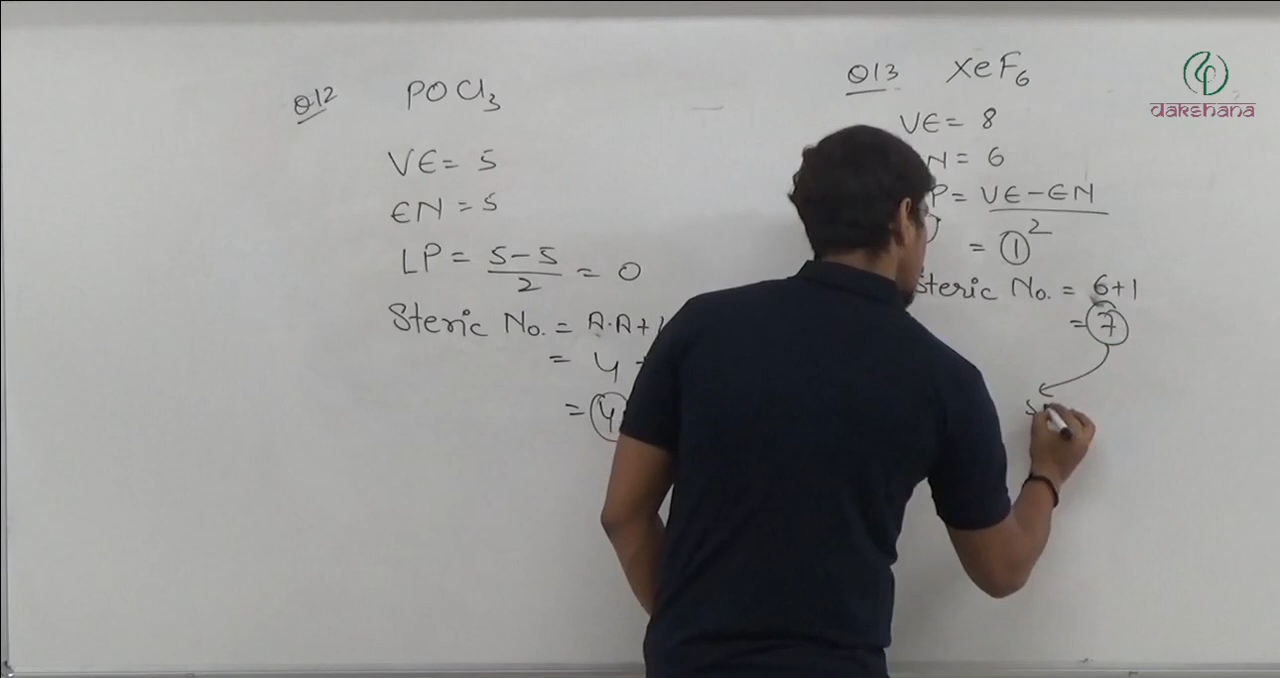 Q12 POCl3
VE = 5
EN = 5
LP = 5-5/2 = 0
Steric No. = A.A+
= 4
= 4
Q13 XeF6
VE = 8
N = 6
P = VE-EN/2
= 1
Steric No. = 6+1
= 7
dakshana